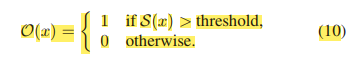 𝒪(x) = { 1 if 𝒮(x) > threshold,
0 otherwise. (10)